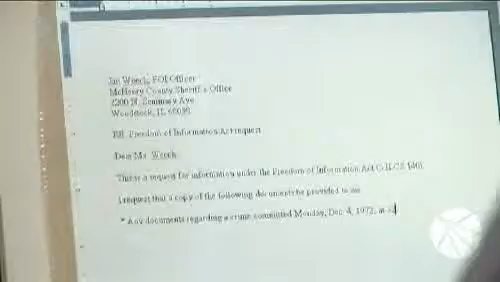 Jan Weech, FOI Officer
McHenry County Sheriff's Office
2200 N. Seminary Ave
Woodstock, IL 60098
RE: Freedom of Information Act request
Dear Ms. Weech
This is a request for information under the Freedom of Information Act (5 ILCS 140).
I request that a copy of the following documents be provided to me
* Any documents regarding a crime committed Monday, Dec. 4, 1972, at